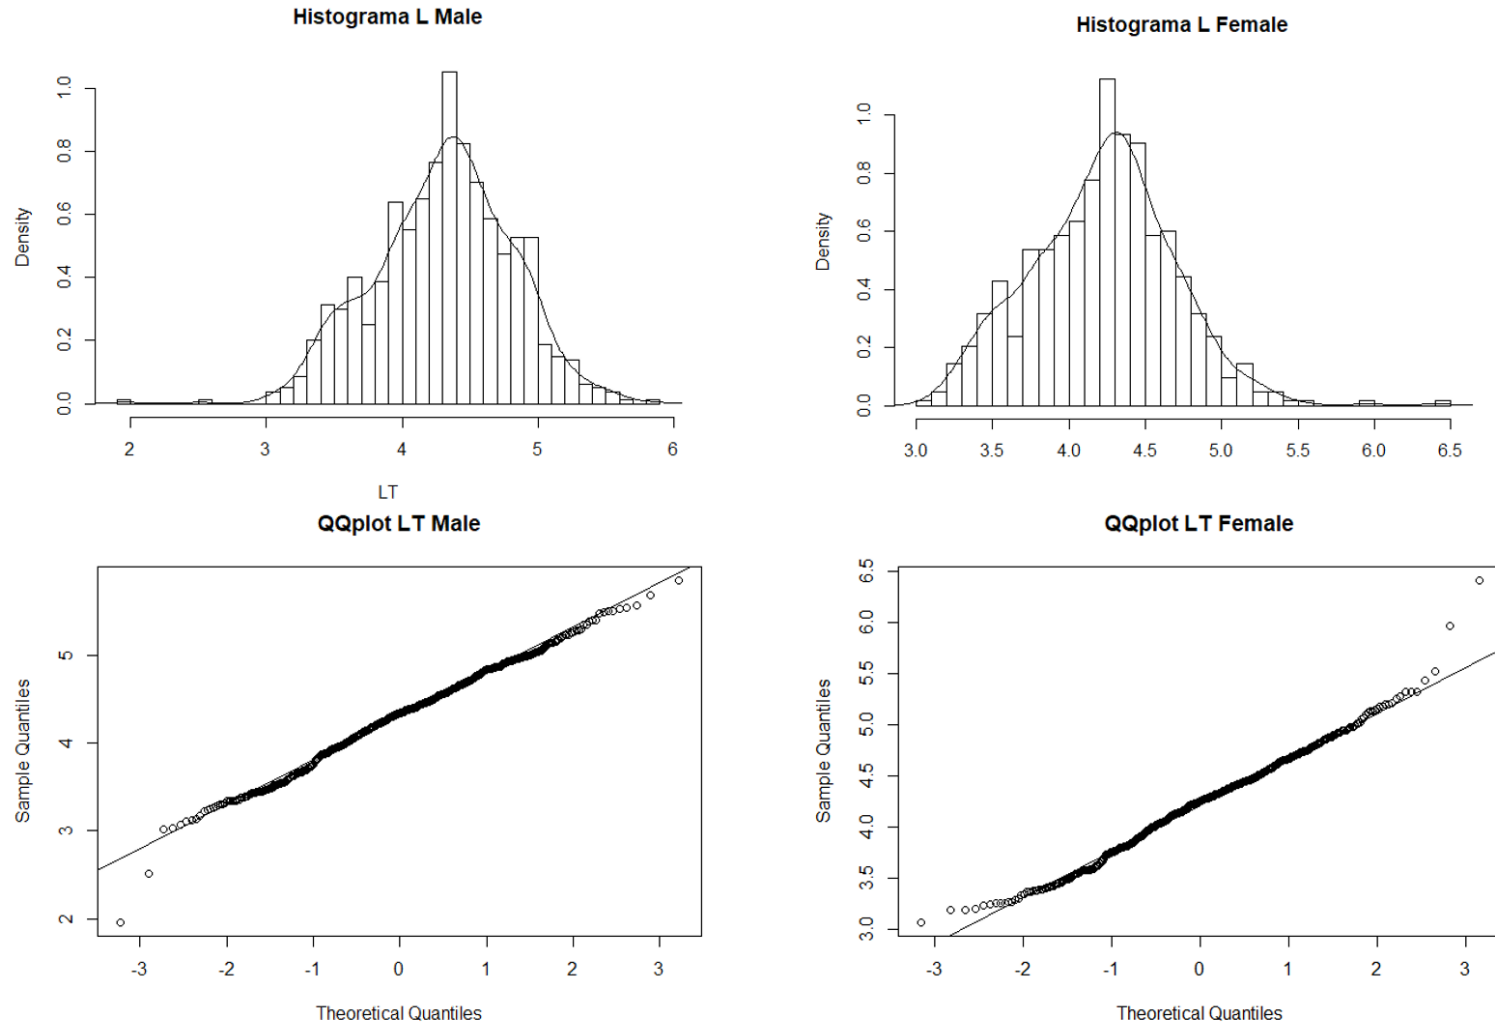 Histograma L Male
Density
0.0 0.2 0.4 0.6 0.8 1.0
2 3 4 5 6
LT
Histograma L Female
Density
0.0 0.2 0.4 0.6 0.8 1.0
3.0 3.5 4.0 4.5 5.0 5.5 6.0 6.5
QQplot LT Male
Sample Quantiles
2 3 4 5
-3 -2 -1 0 1 2 3
Theoretical Quantiles
QQplot LT Female
Sample Quantiles
3.0 3.5 4.0 4.5 5.0 5.5 6.0 6.5
-3 -2 -1 0 1 2 3
Theoretical Quantiles